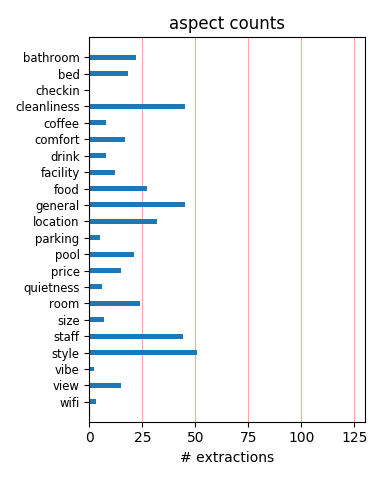 aspect counts
bathroom
bed
checkin
cleanliness
coffee
comfort
drink
facility
food
general
location
parking
pool
price
quietness
room
size
staff
style
vibe
view
wifi
0 25 50 75 100 125
# extractions